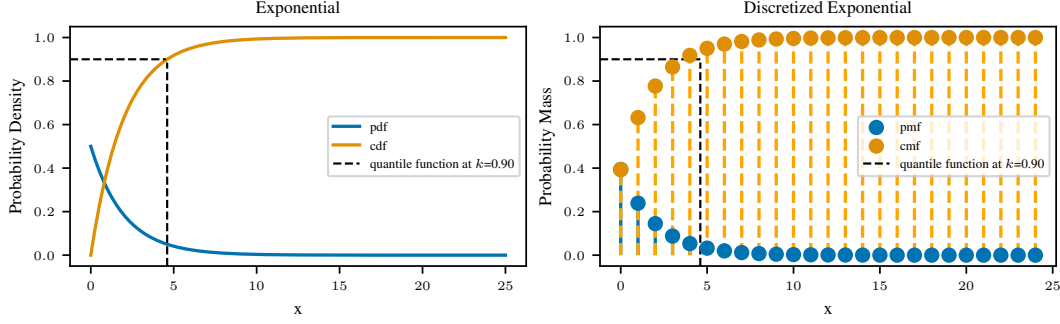 Exponential
Probability Density
1.0
0.8
0.6
0.4
0.2
0.0
pdf
cdf
quantile function at k=0.90
0 5 10 15 20 25
x
Discretized Exponential
Probability Mass
1.0
0.8
0.6
0.4
0.2
0.0
pmf
cmf
quantile function at k=0.90
0 5 10 15 20 25
x